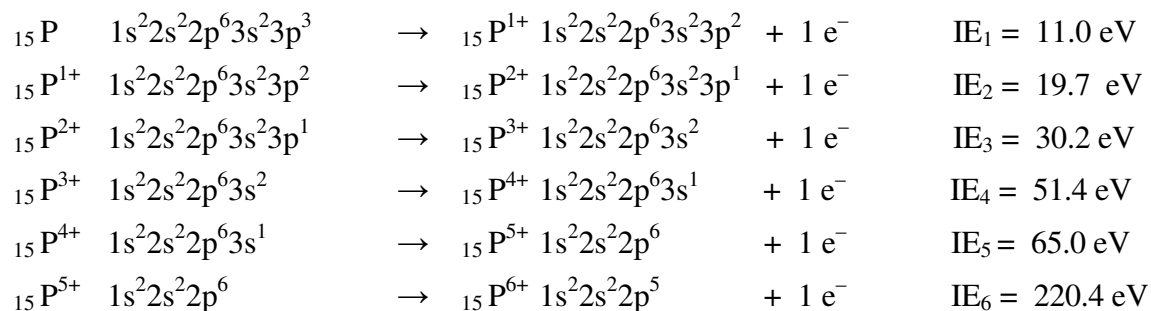 ₁₅P 1s²2s²2p⁶3s²3p³ → ₁₅P¹⁺ 1s²2s²2p⁶3s²3p² + 1 e⁻ IE₁ = 11.0 eV
₁₅P¹⁺ 1s²2s²2p⁶3s²3p² → ₁₅P²⁺ 1s²2s²2p⁶3s²3p¹ + 1 e⁻ IE₂ = 19.7 eV
₁₅P²⁺ 1s²2s²2p⁶3s²3p¹ → ₁₅P³⁺ 1s²2s²2p⁶3s² + 1 e⁻ IE₃ = 30.2 eV
₁₅P³⁺ 1s²2s²2p⁶3s² → ₁₅P⁴⁺ 1s²2s²2p⁶3s¹ + 1 e⁻ IE₄ = 51.4 eV
₁₅P⁴⁺ 1s²2s²2p⁶3s¹ → ₁₅P⁵⁺ 1s²2s²2p⁶ + 1 e⁻ IE₅ = 65.0 eV
₁₅P⁵⁺ 1s²2s²2p⁶ → ₁₅P⁶⁺ 1s²2s²2p⁵ + 1 e⁻ IE₆ = 220.4 eV